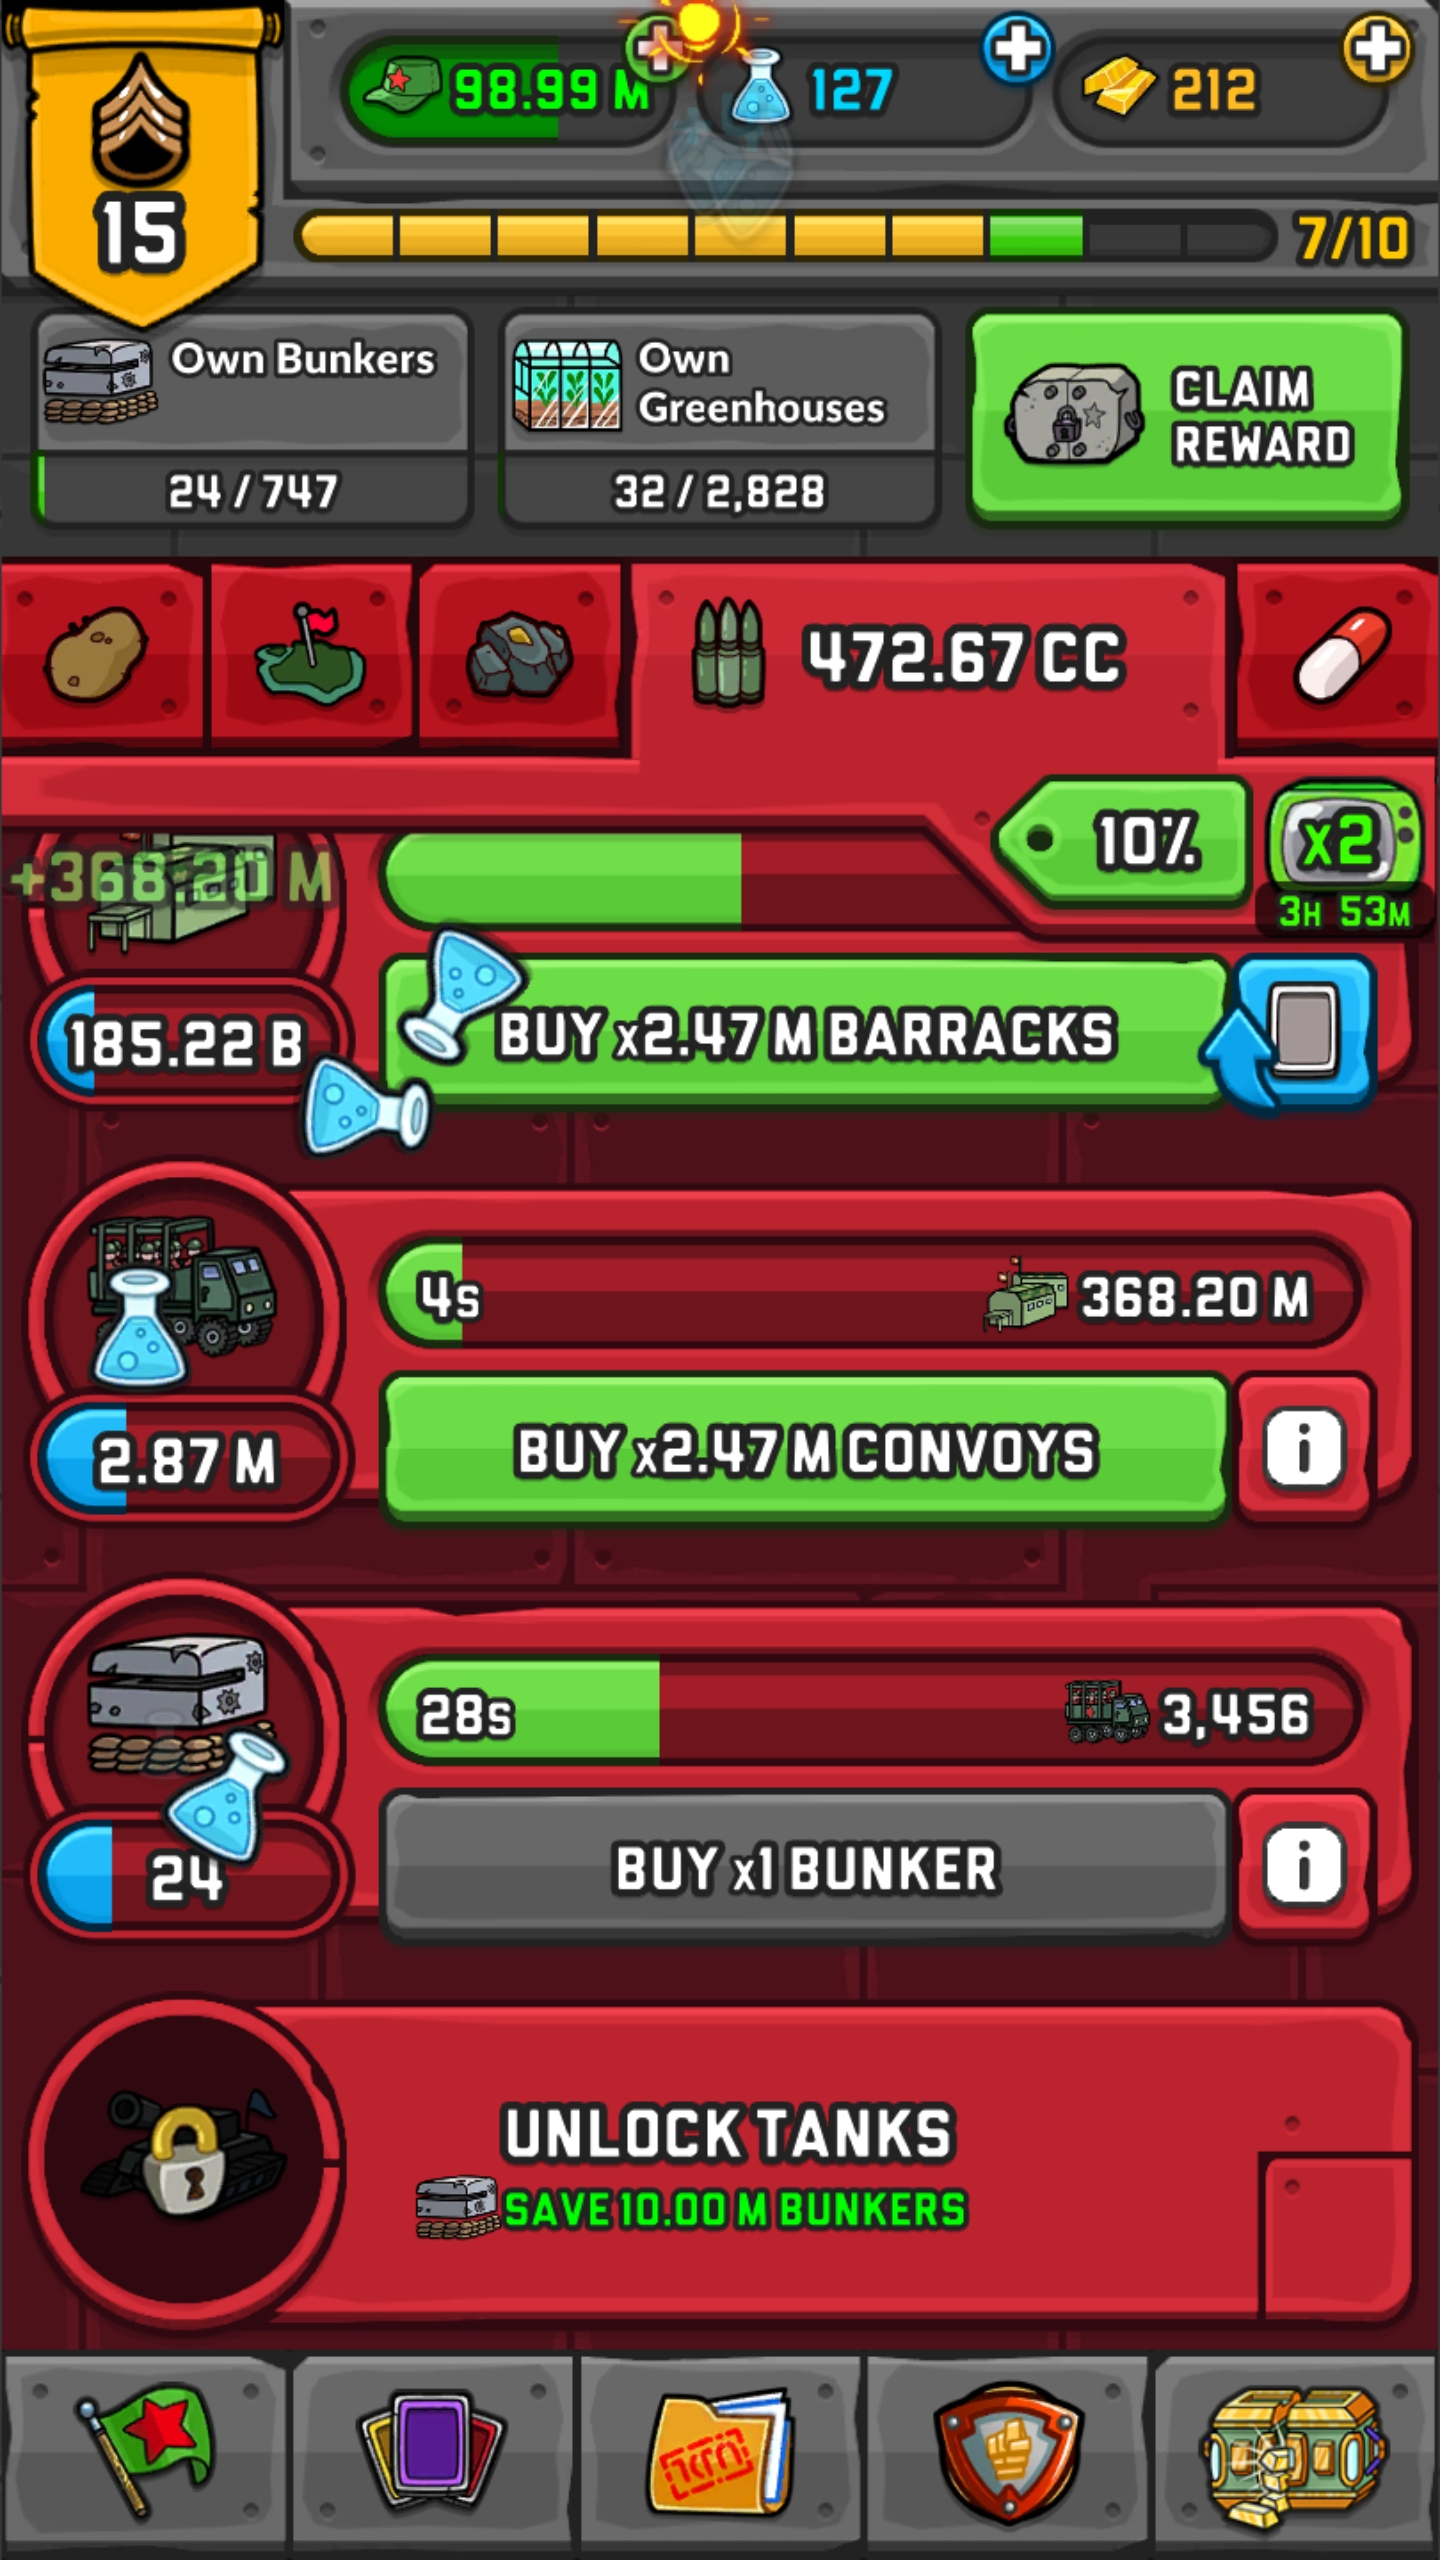 98.99 M
127
212
15
7/10
Own Bunkers
24 / 747
Own
Greenhouses
32 / 2,828
CLAIM
REWARD
472.67 CC
10%
x2
3H 53M
+368.20 M
185.22 B
BUY x2.47 M BARRACKS
4s
368.20 M
2.87 M
BUY x2.47 M CONVOYS
i
28s
3,456
24
BUY x1 BUNKER
i
UNLOCK TANKS
SAVE 10.00 M BUNKERS